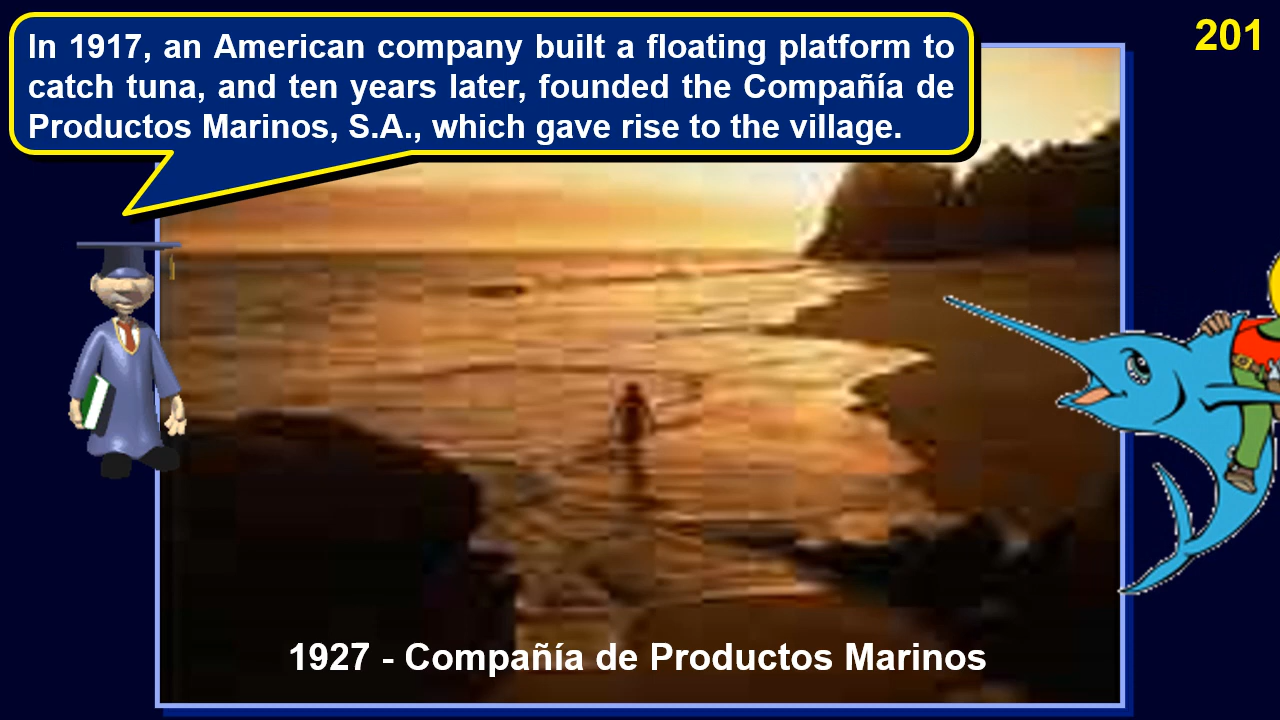 In 1917, an American company built a floating platform to
catch tuna, and ten years later, founded the Compañía de
Productos Marinos, S.A., which gave rise to the village.
201
1927 - Compañía de Productos Marinos